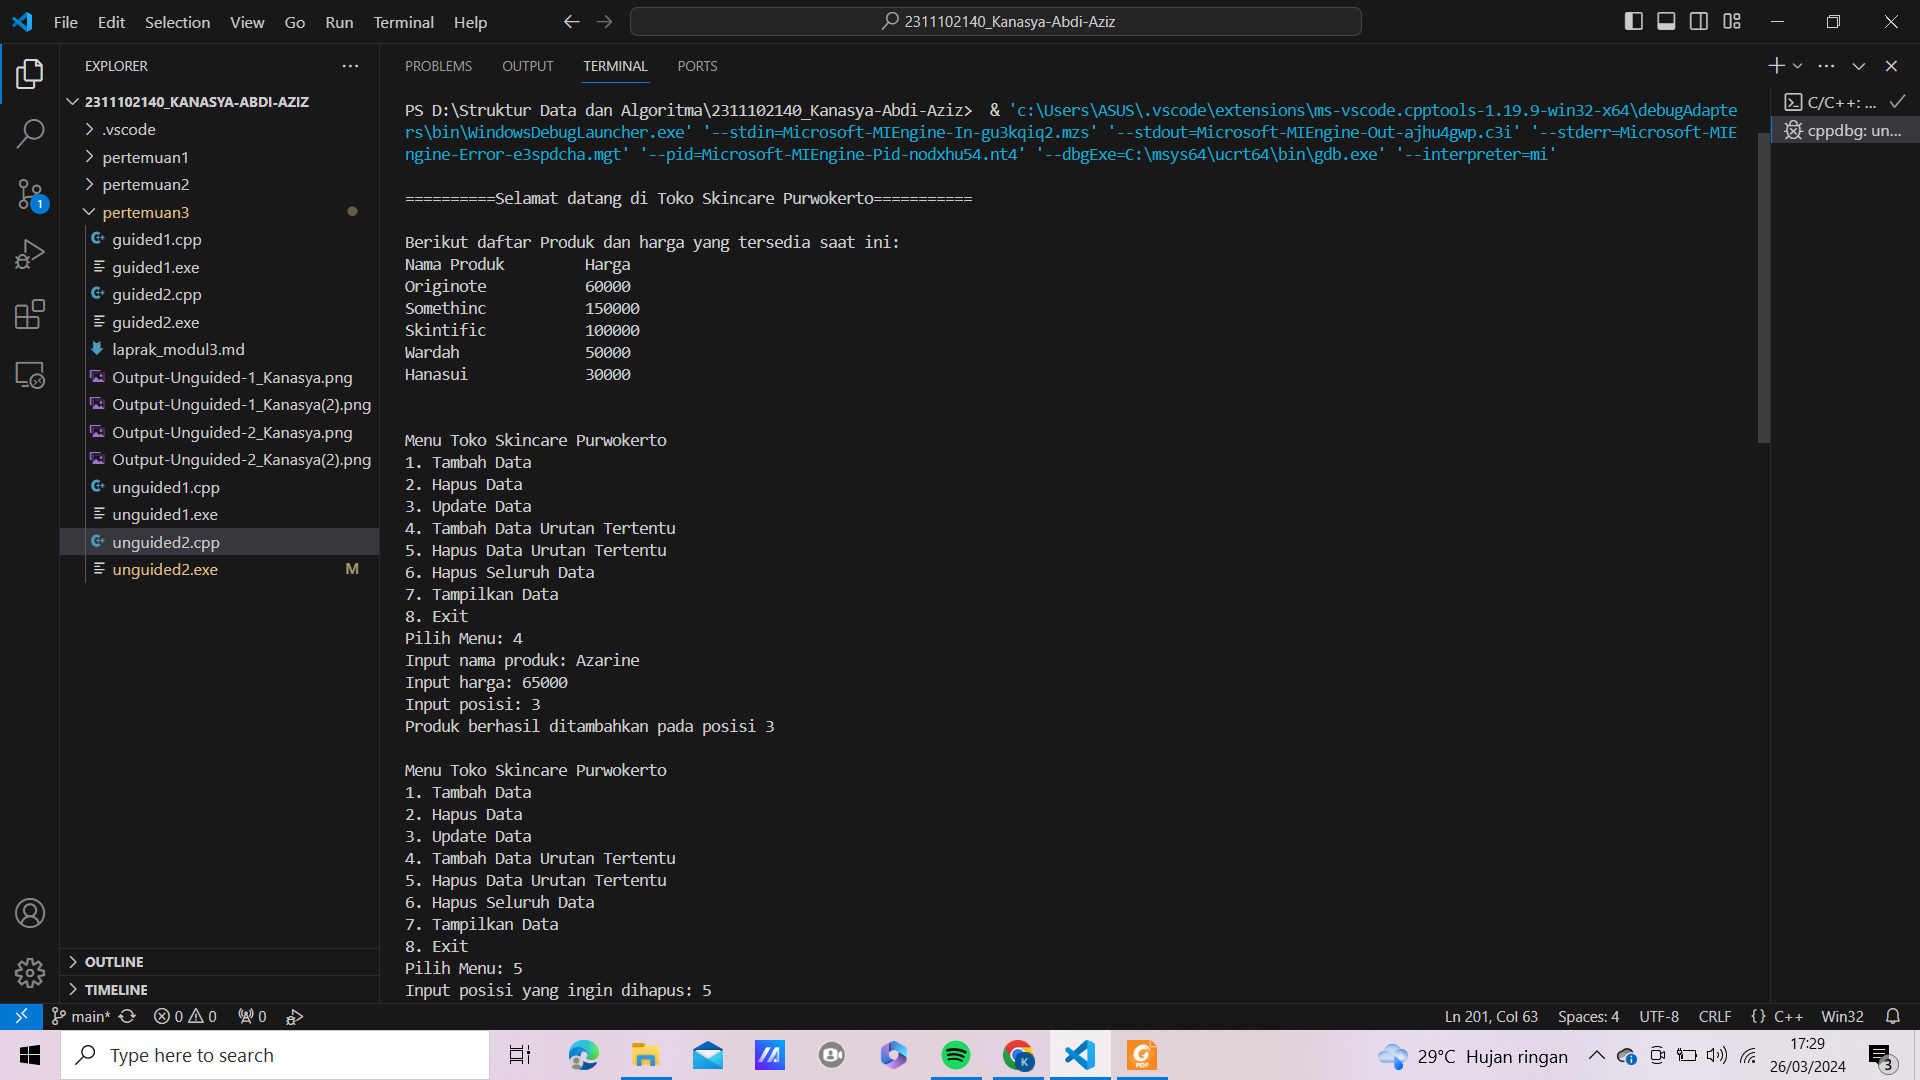 File Edit Selection View Go Run Terminal Help
2311102140_Kanasya-Abdi-Aziz
EXPLORER
2311102140_KANASYA-ABDI-AZIZ
.vscode
pertemuan1
pertemuan2
pertemuan3
guided1.cpp
guided1.exe
guided2.cpp
guided2.exe
laprak_modul3.md
Output-Unguided-1_Kanasya.png
Output-Unguided-1_Kanasya(2).png
Output-Unguided-2_Kanasya.png
Output-Unguided-2_Kanasya(2).png
unguided1.cpp
unguided1.exe
unguided2.cpp
unguided2.exe M
OUTLINE
TIMELINE
1
PROBLEMS OUTPUT TERMINAL PORTS
PS D:\Struktur Data dan Algoritma\2311102140_Kanasya-Abdi-Aziz>  & 'c:\Users\ASUS\.vscode\extensions\ms-vscode.cpptools-1.19.9-win32-x64\debugAdapte
rs\bin\WindowsDebugLauncher.exe' '--stdin=Microsoft-MIEngine-In-gu3kqiq2.mzs' '--stdout=Microsoft-MIEngine-Out-ajhu4gwp.c3i' '--stderr=Microsoft-MIE
ngine-Error-e3spdcha.mgt' '--pid=Microsoft-MIEngine-Pid-nodxhu54.nt4' '--dbgExe=C:\msys64\ucrt64\bin\gdb.exe' '--interpreter=mi'
==========Selamat datang di Toko Skincare Purwokerto===========
Berikut daftar Produk dan harga yang tersedia saat ini:
Nama Produk Harga
Originote 60000
Somethinc 150000
Skintific 100000
Wardah 50000
Hanasui 30000
Menu Toko Skincare Purwokerto
1. Tambah Data
2. Hapus Data
3. Update Data
4. Tambah Data Urutan Tertentu
5. Hapus Data Urutan Tertentu
6. Hapus Seluruh Data
7. Tampilkan Data
8. Exit
Pilih Menu: 4
Input nama produk: Azarine
Input harga: 65000
Input posisi: 3
Produk berhasil ditambahkan pada posisi 3
Menu Toko Skincare Purwokerto
1. Tambah Data
2. Hapus Data
3. Update Data
4. Tambah Data Urutan Tertentu
5. Hapus Data Urutan Tertentu
6. Hapus Seluruh Data
7. Tampilkan Data
8. Exit
Pilih Menu: 5
Input posisi yang ingin dihapus: 5
C/C++: ...
cppdbg: un...
main* 0 0 0
Ln 201, Col 63 Spaces: 4 UTF-8 CRLF {} C++ Win32
Type here to search
29°C Hujan ringan
17:29
26/03/2024
3